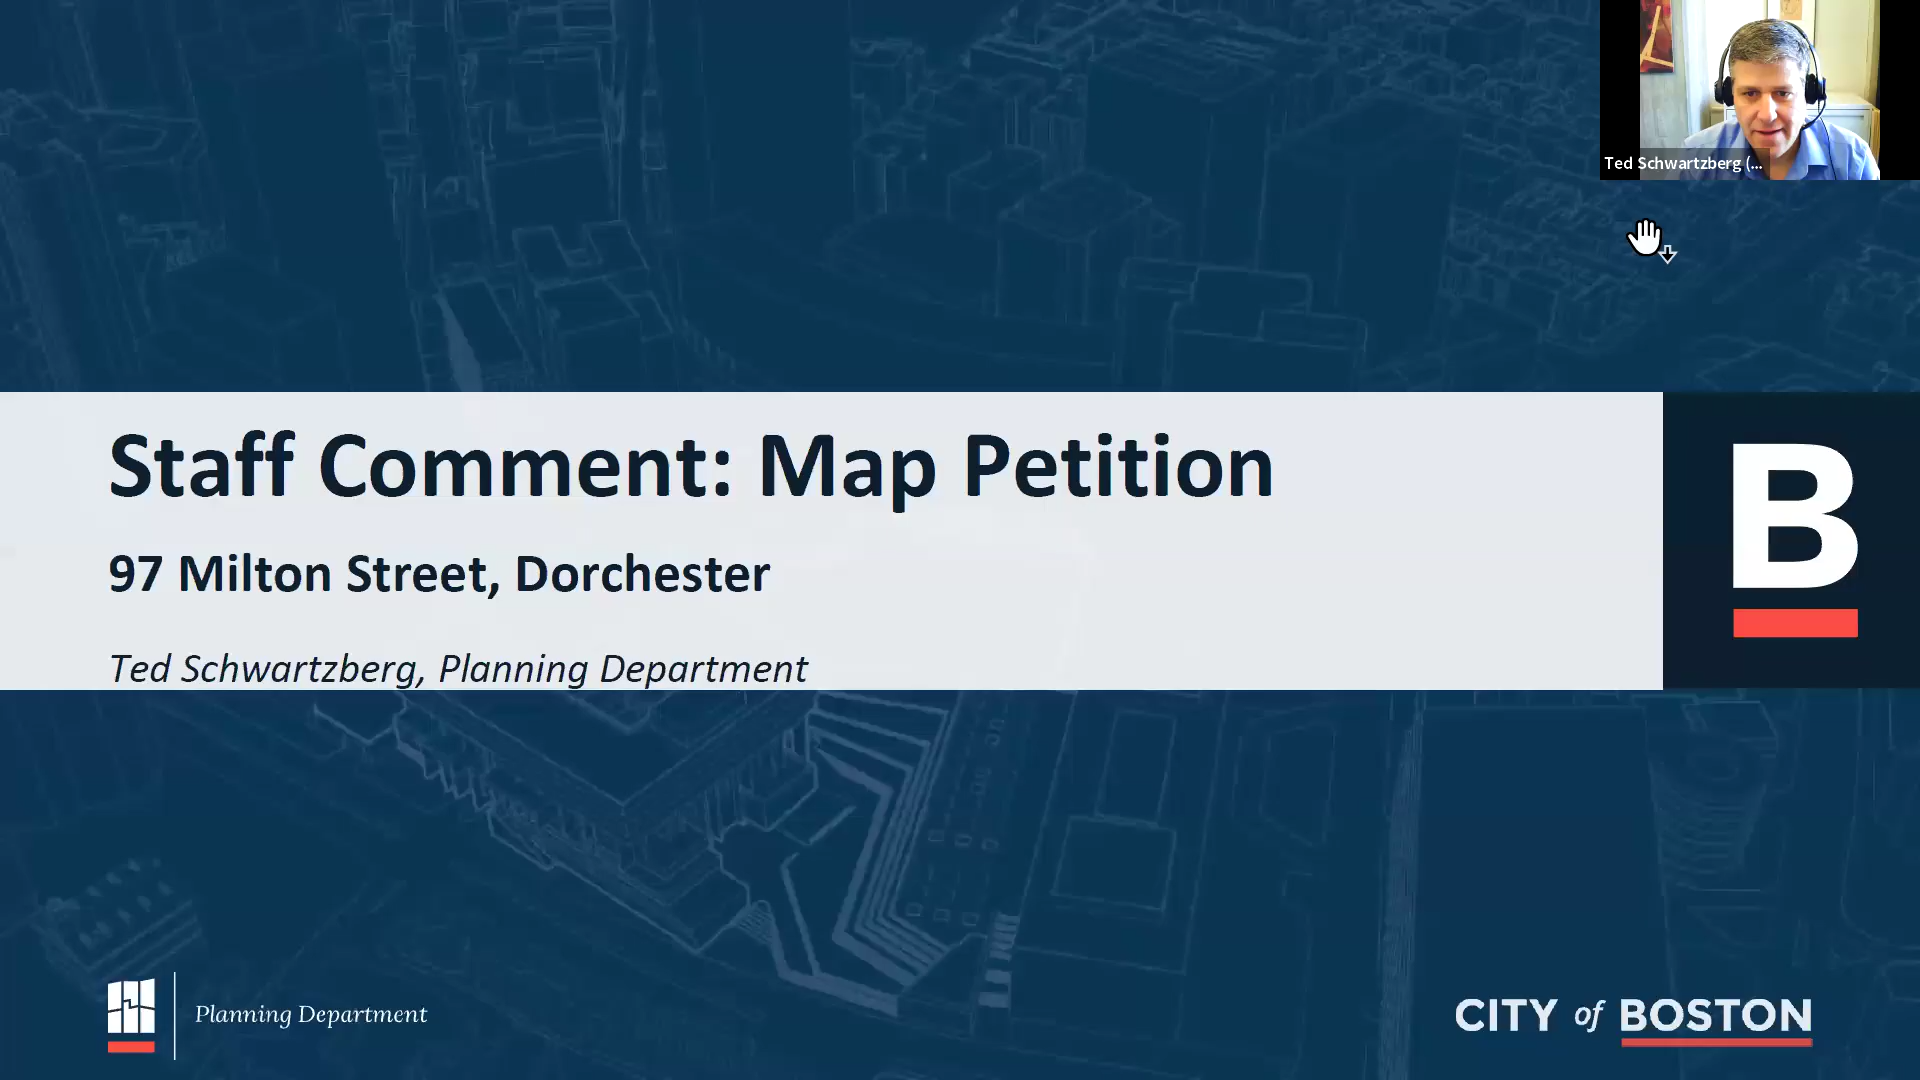 Ted Schwartzberg (...
Staff Comment: Map Petition
97 Milton Street, Dorchester
B
Ted Schwartzberg, Planning Department
Planning Department
CITY of BOSTON